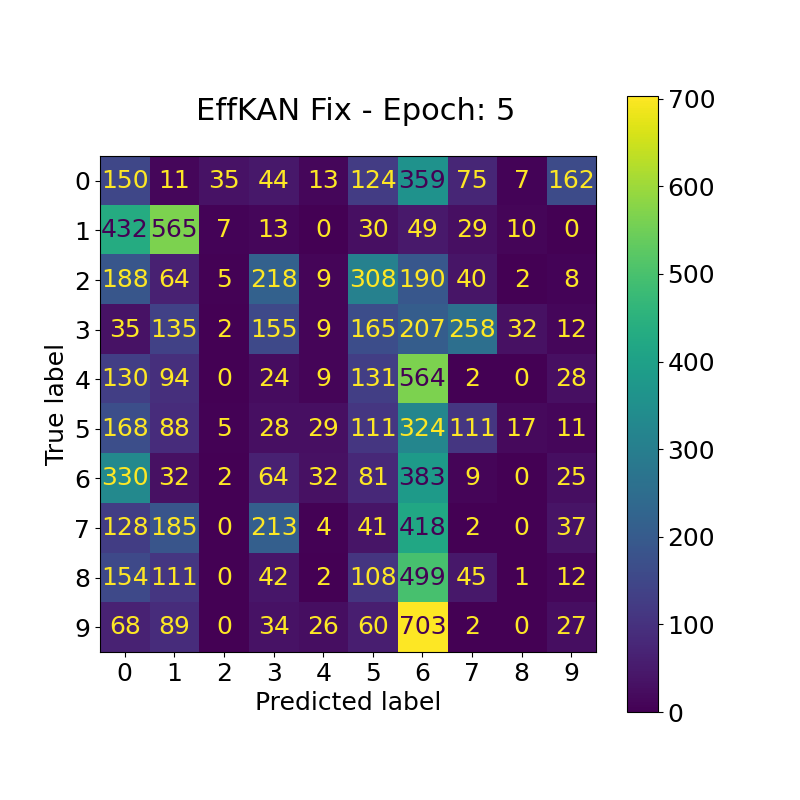 EffKAN Fix - Epoch: 5
0 150 11 35 44 13 124 359 75 7 162
1 432 565 7 13 0 30 49 29 10 0
2 188 64 5 218 9 308 190 40 2 8
3 35 135 2 155 9 165 207 258 32 12
4 130 94 0 24 9 131 564 2 0 28
5 168 88 5 28 29 111 324 111 17 11
6 330 32 2 64 32 81 383 9 0 25
7 128 185 0 213 4 41 418 2 0 37
8 154 111 0 42 2 108 499 45 1 12
9 68 89 0 34 26 60 703 2 0 27
0 1 2 3 4 5 6 7 8 9
Predicted label
True label
700
600
500
400
300
200
100
0